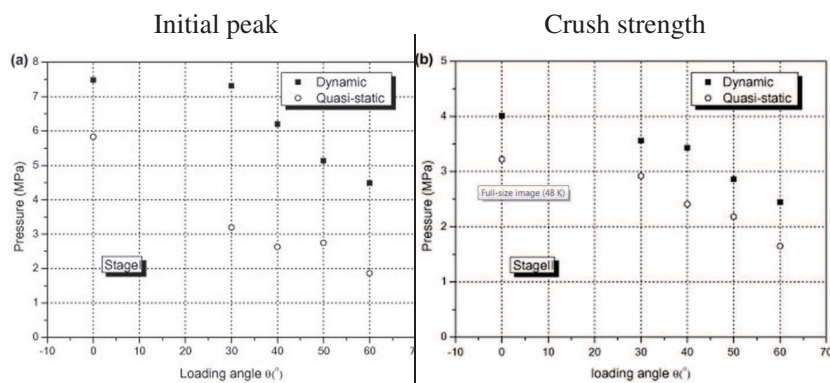 Initial peak
Crush strength
(a)
Dynamic
Quasi-static
8
7
6
5
4
3
2
1
0
Pressure (MPa)
StageI
-10 0 10 20 30 40 50 60 70
Loading angle θ(°)
(b)
Dynamic
Quasi-static
5
4
3
2
1
0
Pressure (MPa)
Full-size image (48 K)
StageII
-10 0 10 20 30 40 50 60 70
loading angle θ(°)